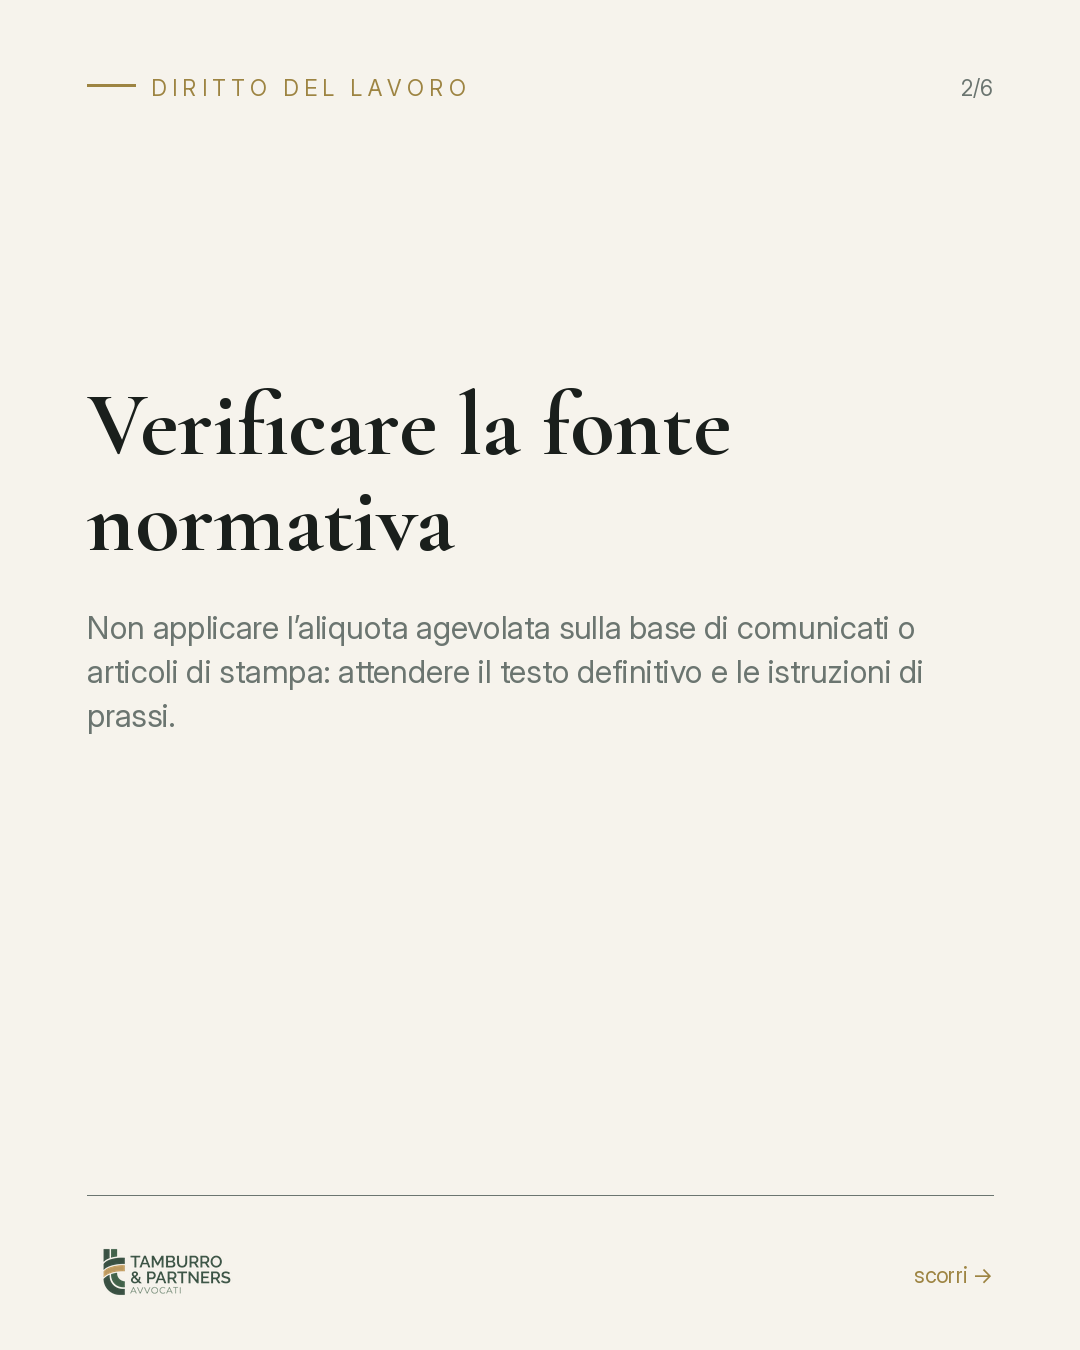 DIRITTO DEL LAVORO
2/6
Verificare la fonte
normativa
Non applicare l’aliquota agevolata sulla base di comunicati o
articoli di stampa: attendere il testo definitivo e le istruzioni di
prassi.
TAMBURRO
& PARTNERS
AVVOCATI
scorri →